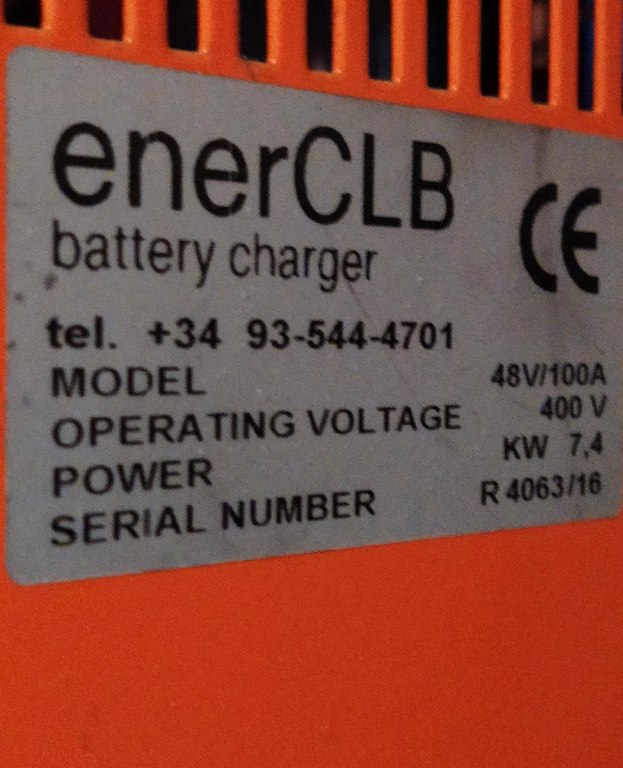 enerCLB
battery charger
CE
tel. +34 93-544-4701
MODEL 48V/100A
OPERATING VOLTAGE 400 V
POWER KW 7,4
SERIAL NUMBER R 4063/16